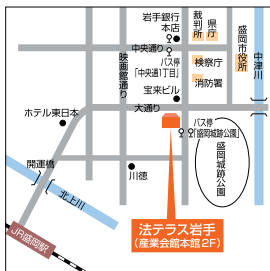 岩手銀行
本店
裁判所
県庁
盛岡市役所
中津川
中央通り
映画館通り
バス停
「中央通1丁目」
検察庁
消防署
宝来ビル
大通り
ホテル東日本
バス停
「盛岡城跡公園」
盛岡城跡公園
開運橋
川徳
北上川
法テラス岩手
(産業会館本館2F)
JR盛岡駅